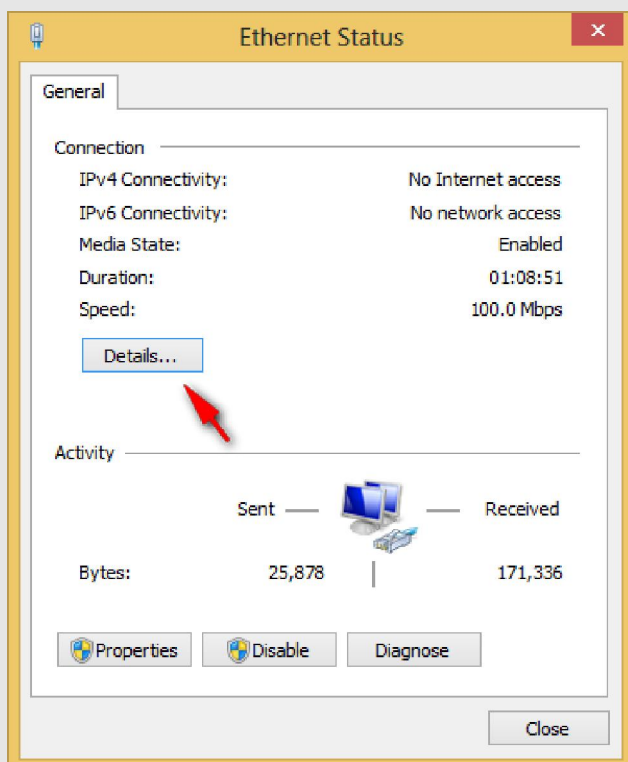 Ethernet Status
x
General
Connection
IPv4 Connectivity: No Internet access
IPv6 Connectivity: No network access
Media State: Enabled
Duration: 01:08:51
Speed: 100.0 Mbps
Details...
Activity
Sent Received
Bytes: 25,878 171,336
Properties Disable Diagnose
Close